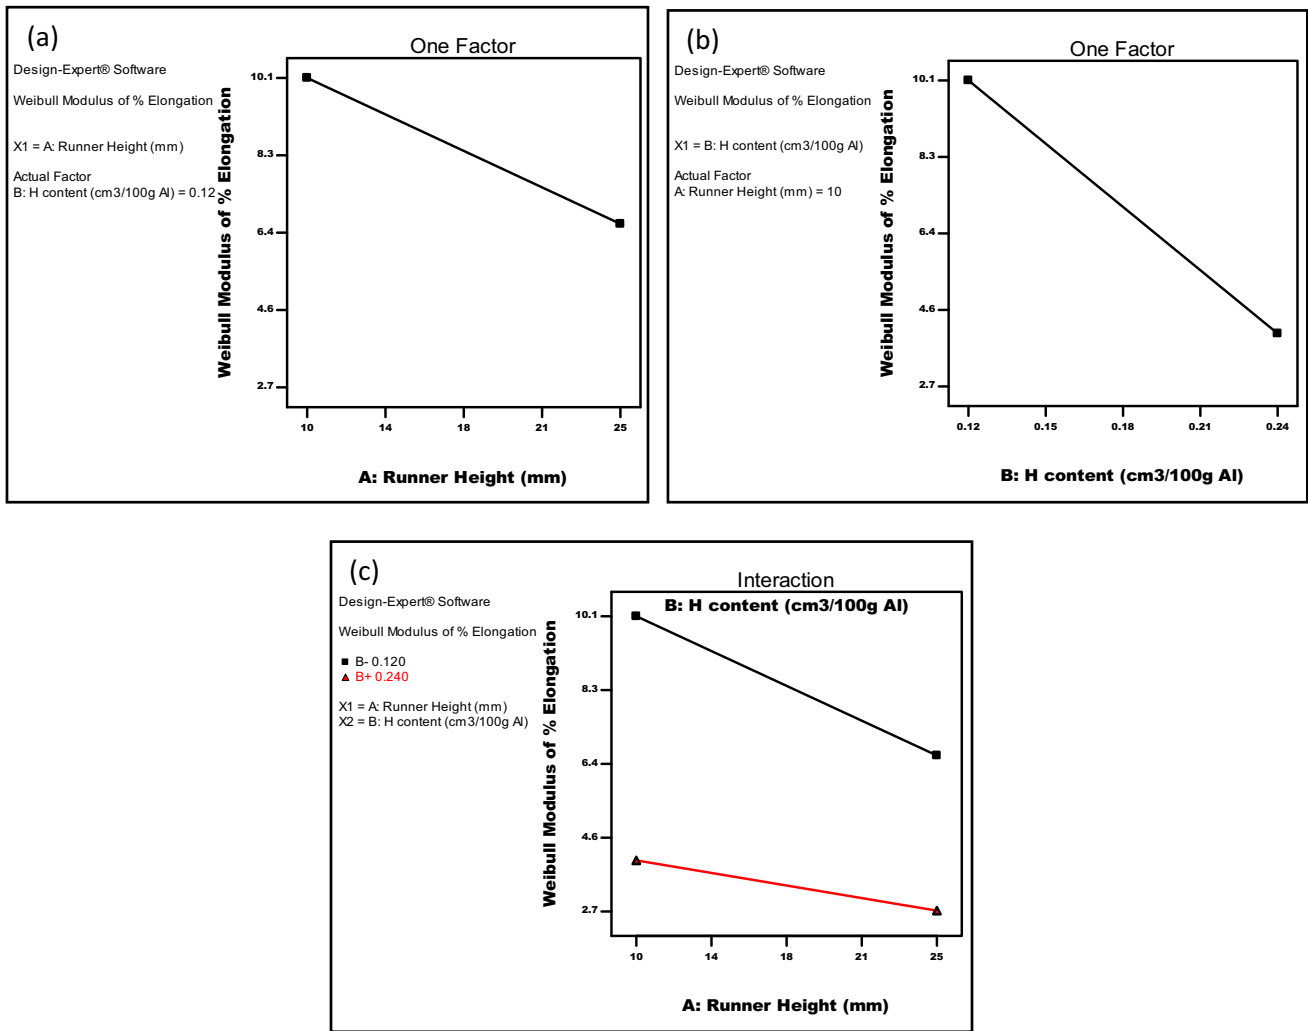 (a)
One Factor
Design-Expert® Software
Weibull Modulus of % Elongation
X1 = A: Runner Height (mm)
Actual Factor
B: H content (cm3/100g Al) = 0.12
Weibull Modulus of % Elongation
10.1
8.3
6.4
4.6
2.7
10 14 18 21 25
A: Runner Height (mm)
(b)
One Factor
Design-Expert® Software
Weibull Modulus of % Elongation
X1 = B: H content (cm3/100g Al)
Actual Factor
A: Runner Height (mm) = 10
Weibull Modulus of % Elongation
10.1
8.3
6.4
4.6
2.7
0.12 0.15 0.18 0.21 0.24
B: H content (cm3/100g Al)
(c)
Interaction
Design-Expert® Software
B: H content (cm3/100g Al)
Weibull Modulus of % Elongation
B- 0.120
B+ 0.240
X1 = A: Runner Height (mm)
X2 = B: H content (cm3/100g Al)
Weibull Modulus of % Elongation
10.1
8.3
6.4
4.6
2.7
10 14 18 21 25
A: Runner Height (mm)